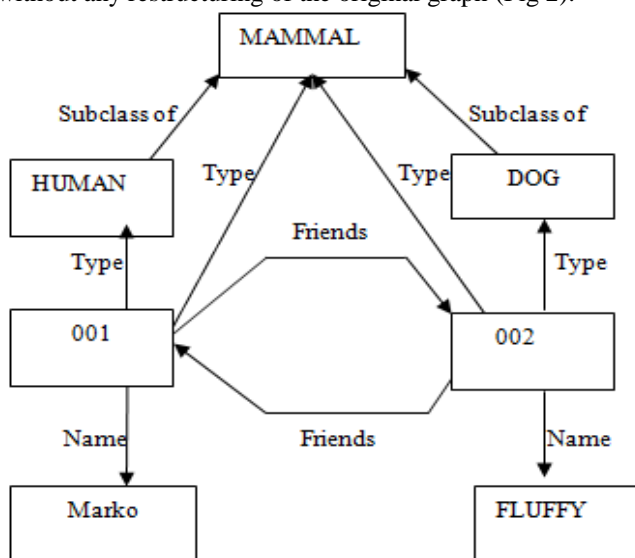 without any restructuring of the original graph (Fig 2).
MAMMAL
Subclass of
Subclass of
HUMAN
Type
Type
DOG
Friends
Type
Type
001
002
Name
Friends
Name
Marko
FLUFFY